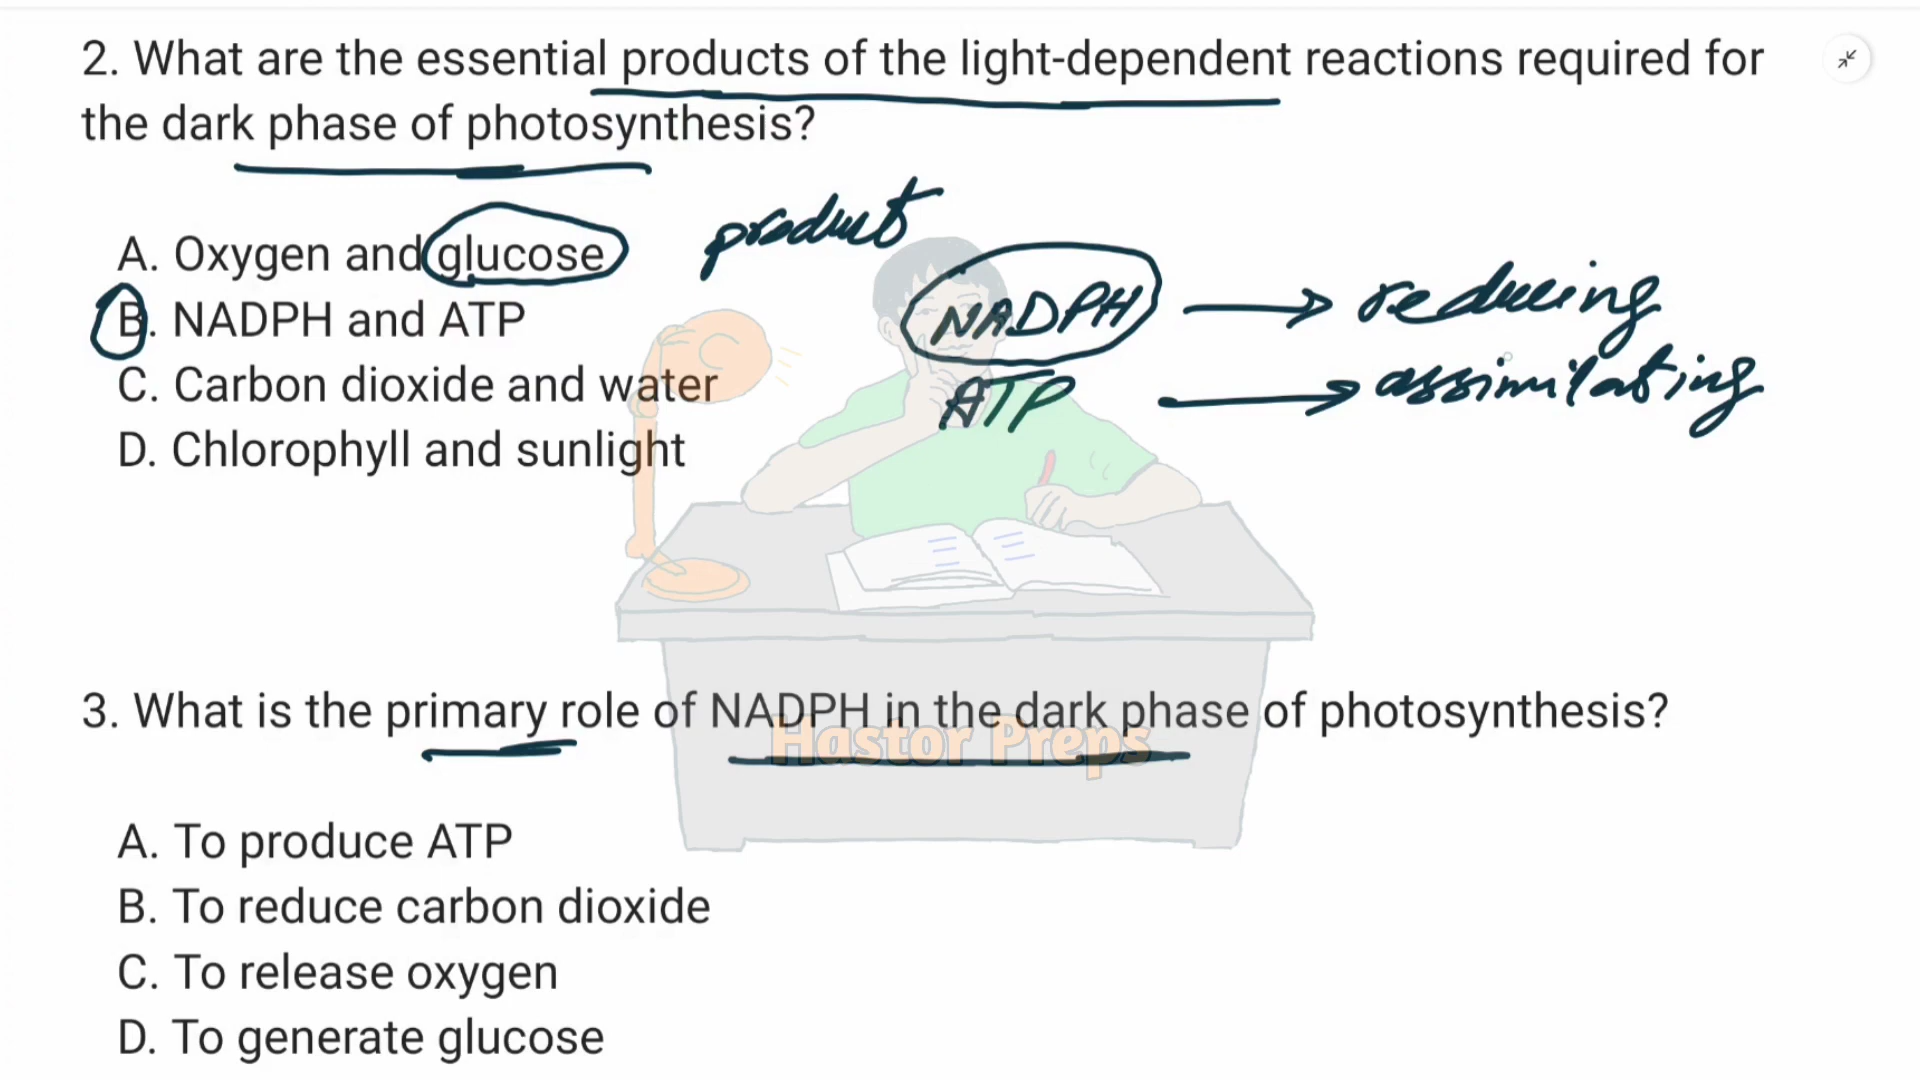 2. What are the essential products of the light-dependent reactions required for
the dark phase of photosynthesis?
product
A. Oxygen and glucose
B. NADPH and ATP
NADPH → reducing
C. Carbon dioxide and water
ATP → assimilating
D. Chlorophyll and sunlight
3. What is the primary role of NADPH in the dark phase of photosynthesis?
Hastor Preps
A. To produce ATP
B. To reduce carbon dioxide
C. To release oxygen
D. To generate glucose